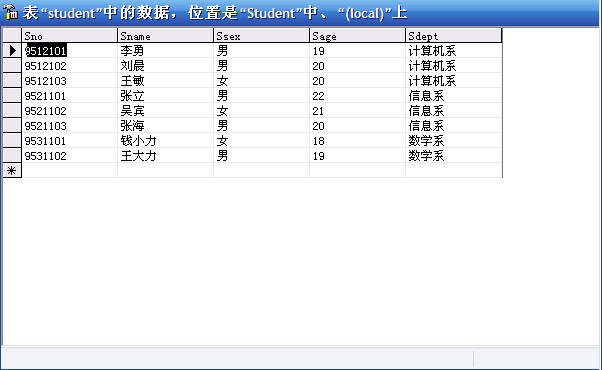 表“student”中的数据，位置是“Student”中、“(local)”上
Sno Sname Ssex Sage Sdept
9512101 李勇 男 19 计算机系
9512102 刘晨 男 20 计算机系
9512103 王敏 女 20 计算机系
9521101 张立 男 22 信息系
9521102 吴宾 女 21 信息系
9521103 张海 男 20 信息系
9531101 钱小力 女 18 数学系
9531102 王大力 男 19 数学系